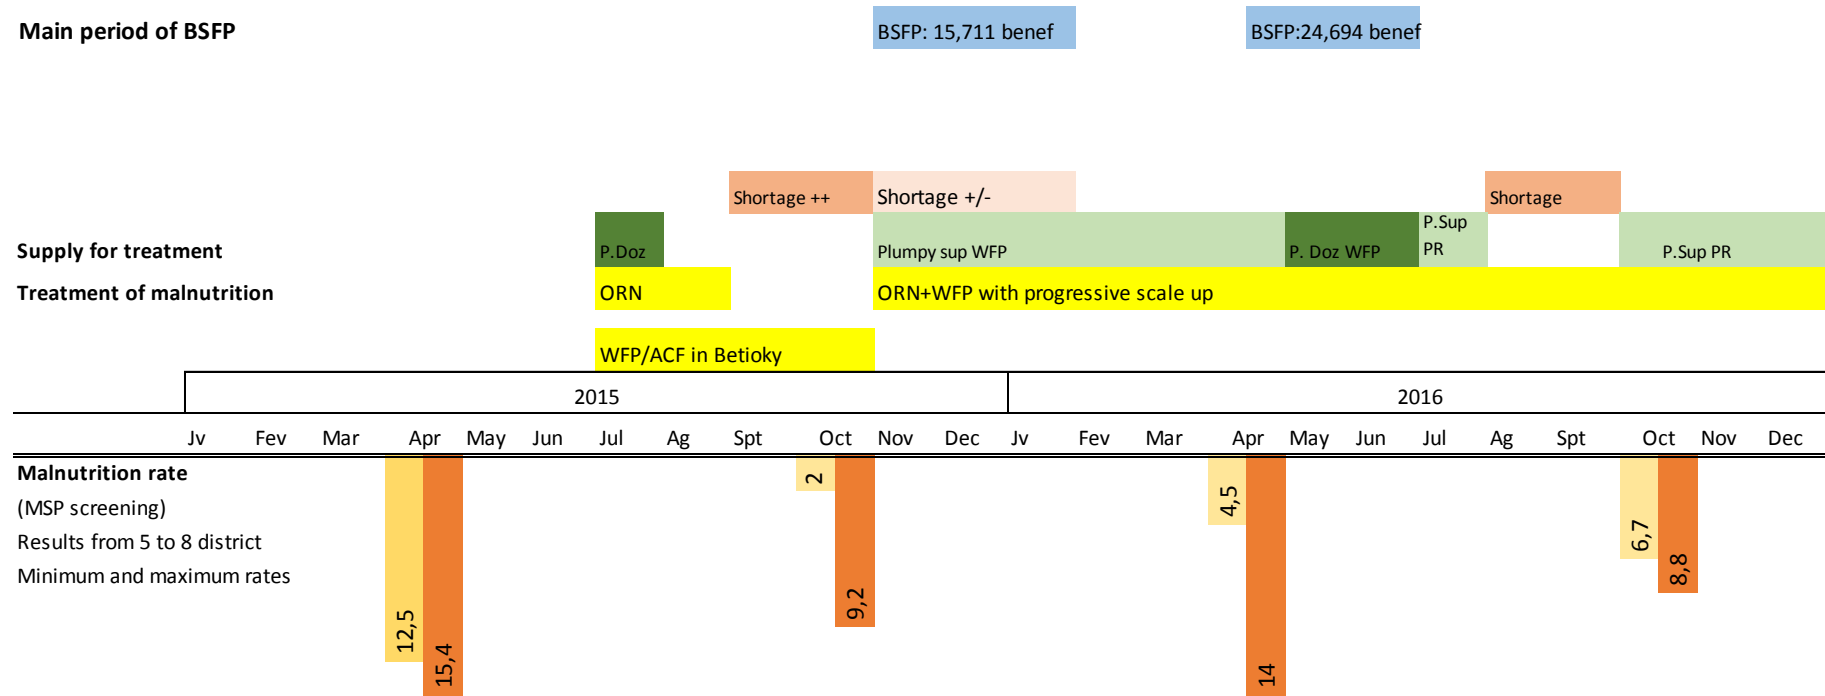 Main period of BSFP
BSFP: 15,711 benef
BSFP:24,694 benef
Shortage ++
Shortage +/-
Shortage
Supply for treatment
P.Doz
Plumpy sup WFP
P. Doz WFP
P.Sup
PR
P.Sup PR
Treatment of malnutrition
ORN
ORN+WFP with progressive scale up
WFP/ACF in Betioky
2015
2016
Jv Fev Mar Apr May Jun Jul Ag Spt Oct Nov Dec Jv Fev Mar Apr May Jun Jul Ag Spt Oct Nov Dec
Malnutrition rate
(MSP screening)
Results from 5 to 8 district
Minimum and maximum rates
12,5
15,4
2
9,2
4,5
14
6,7
8,8